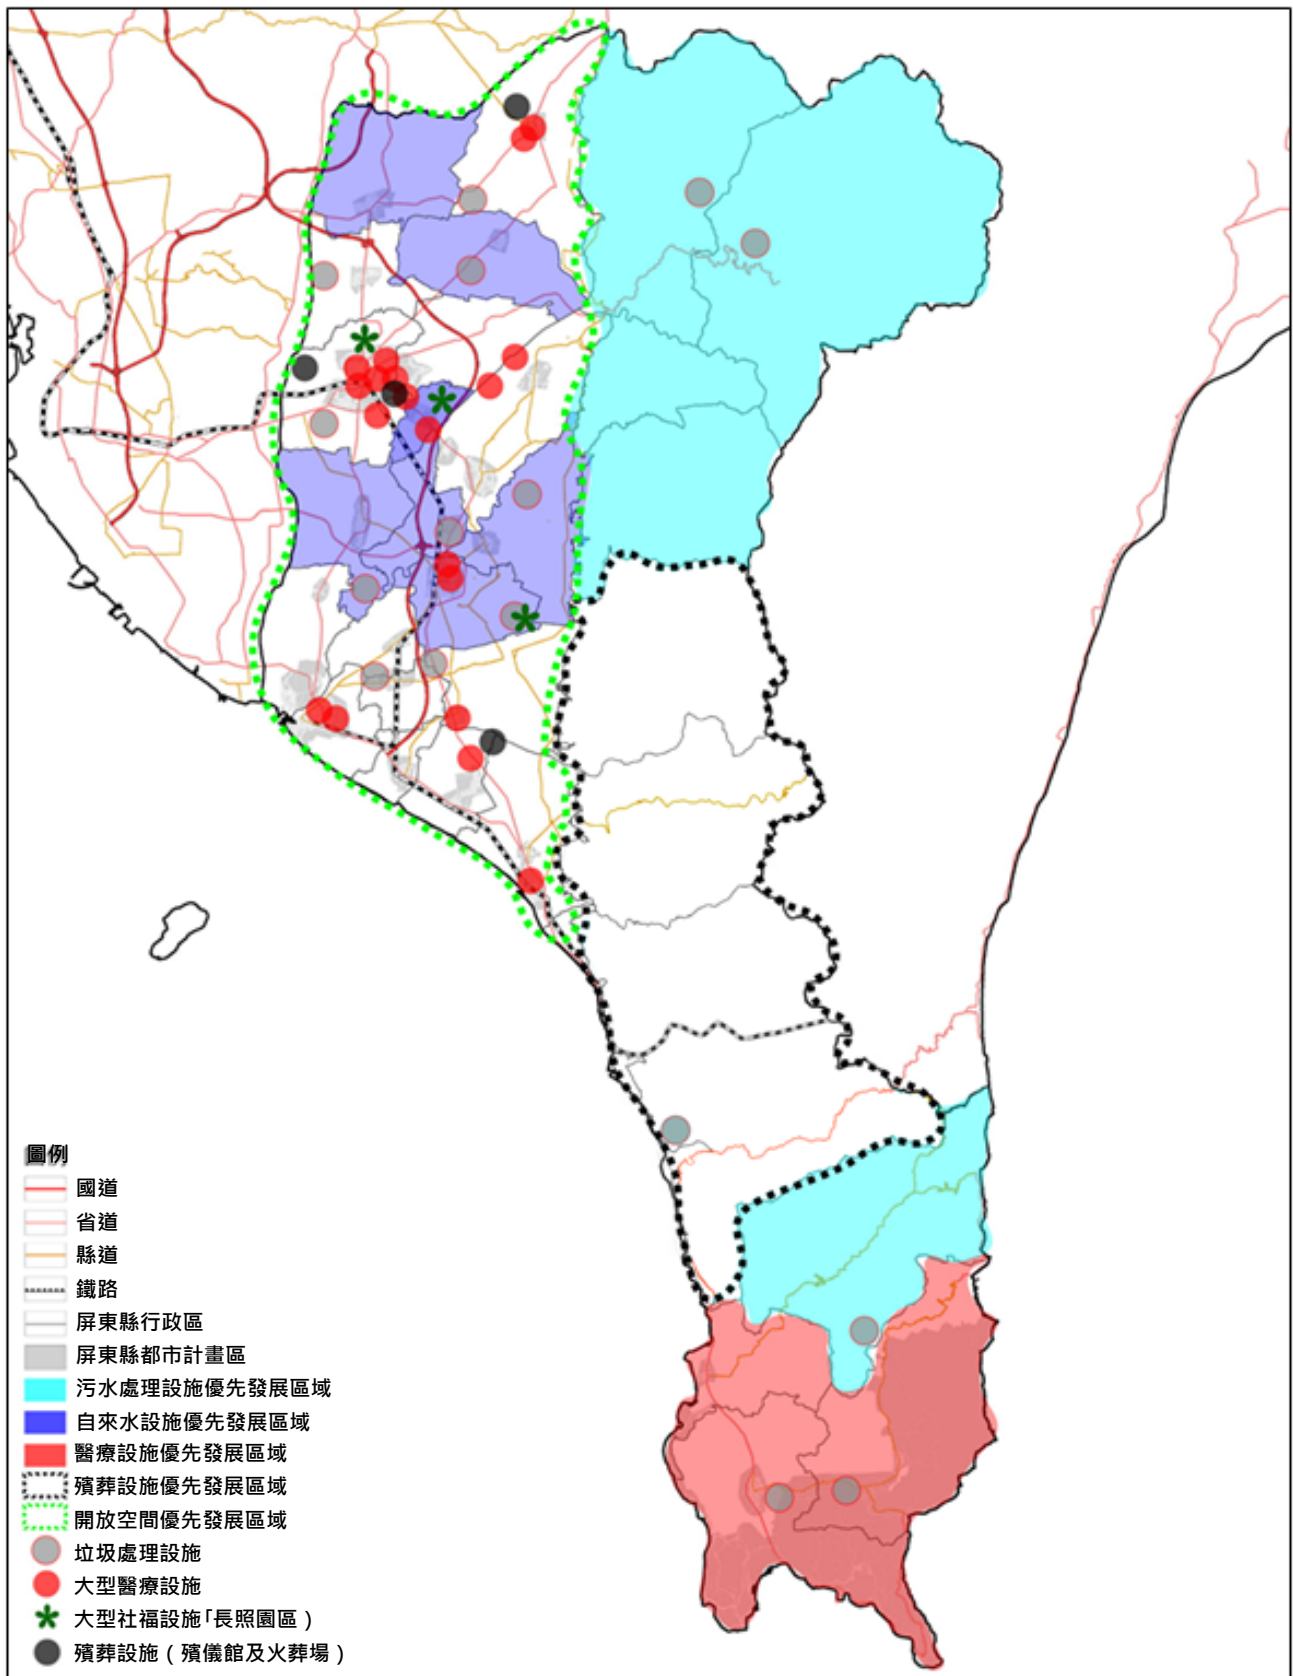 圖例
國道
省道
縣道
鐵路
屏東縣行政區
屏東縣都市計畫區
污水處理設施優先發展區域
自來水設施優先發展區域
醫療設施優先發展區域
殯葬設施優先發展區域
開放空間優先發展區域
垃圾處理設施
大型醫療設施
大型社福設施「長照園區）
殯葬設施（殯儀館及火葬場）